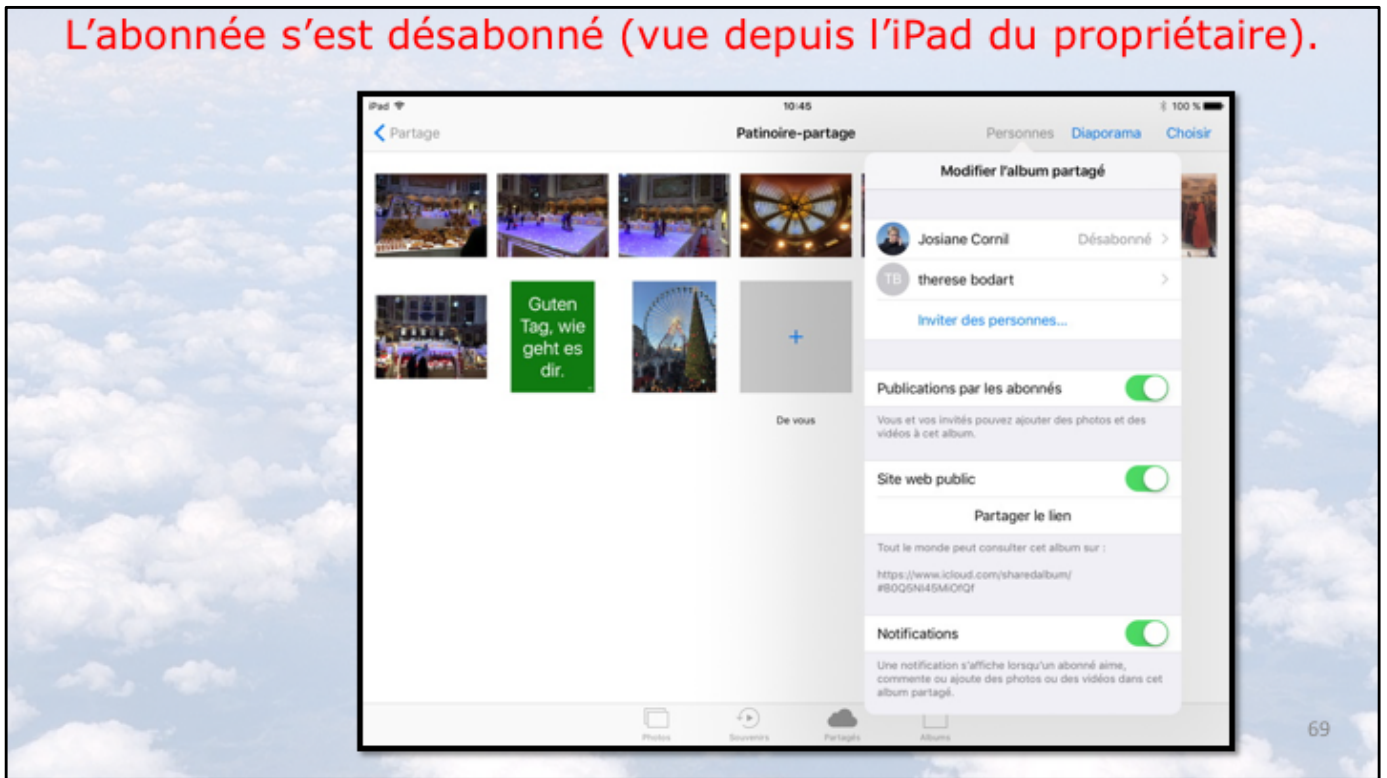 L'abonnée s'est désabonné (vue depuis l'iPad du propriétaire).
iPad 10:45 100 %
Partage Patinoire-partage Personnes Diaporama Choisir
Modifier l'album partagé
Josiane Cornil Désabonné
TB therese bodart
Inviter des personnes...
Guten
Tag, wie
geht es
dir.
+
De vous
Publications par les abonnés
Vous et vos invités pouvez ajouter des photos et des
vidéos à cet album.
Site web public
Partager le lien
Tout le monde peut consulter cet album sur :
https://www.icloud.com/sharedalbum/
Notifications
Une notification s'affiche lorsqu'un abonné aime,
commente ou ajoute des photos ou des vidéos dans cet
album partagé.
Photos Souvenirs Partagés Albums
69